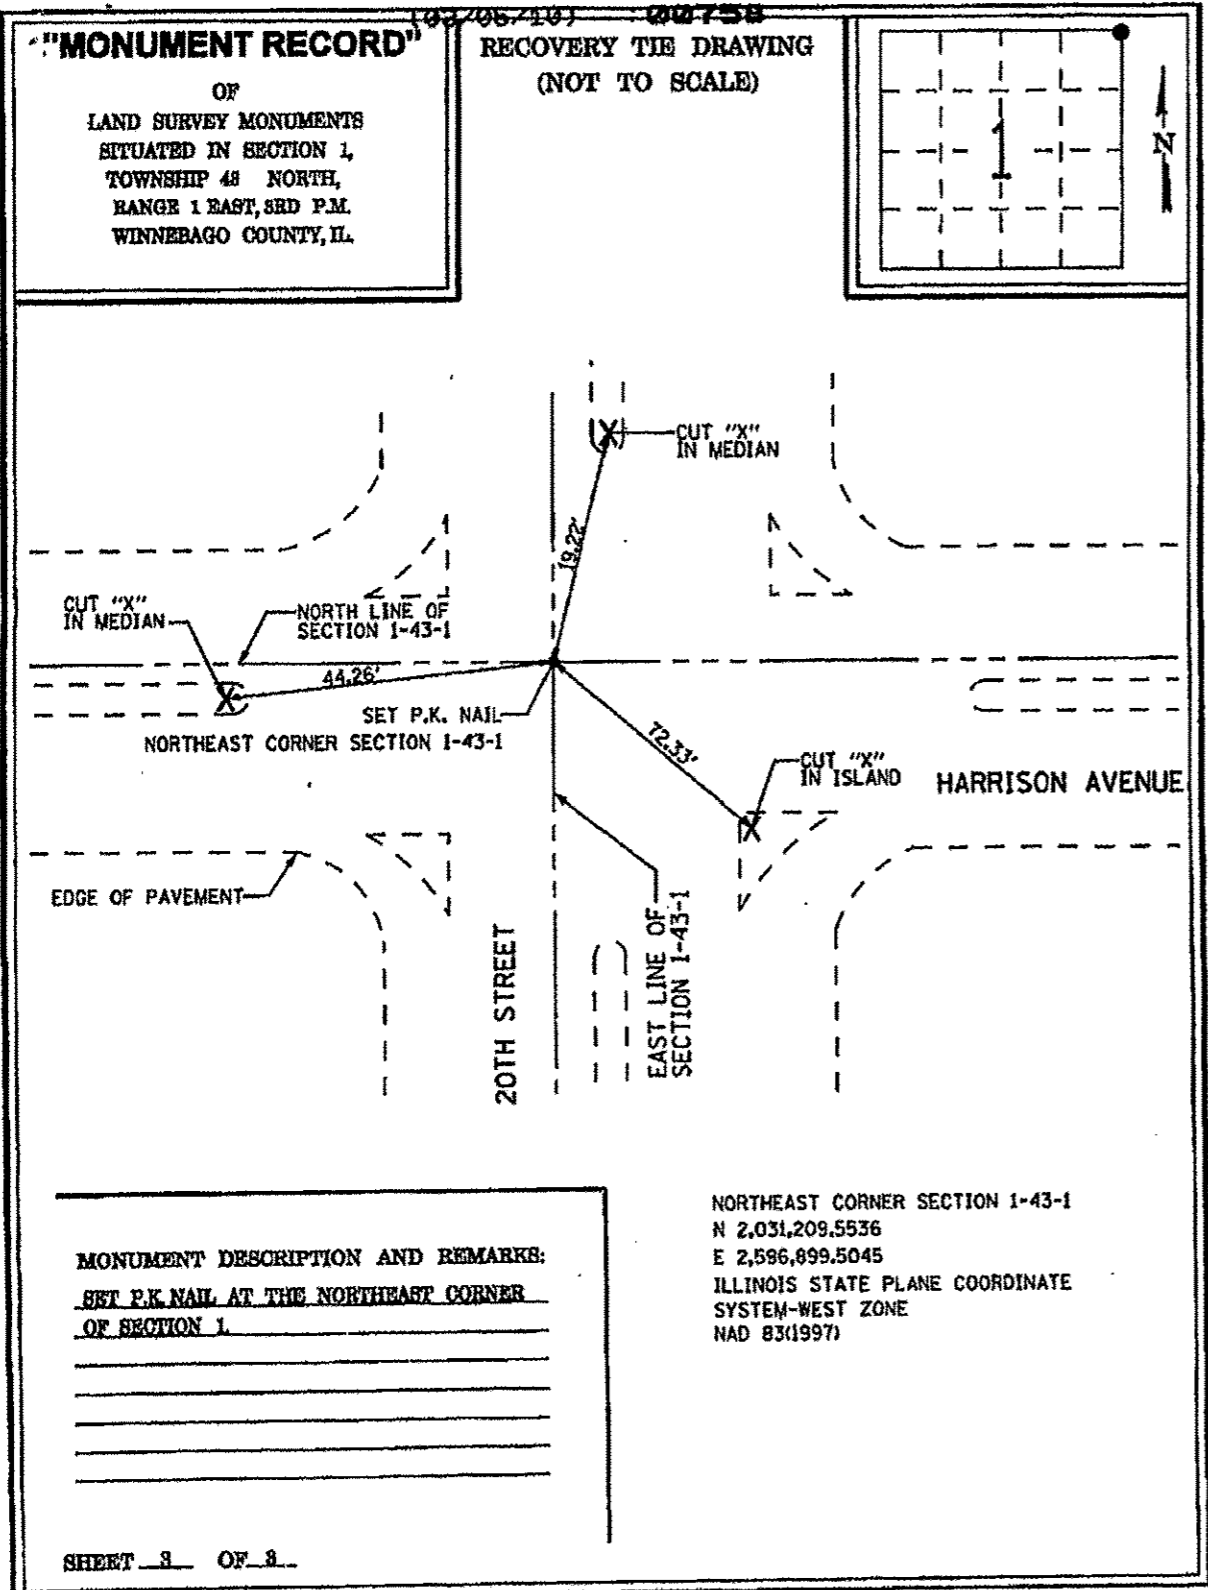 (03/05/10) 00758
"MONUMENT RECORD"
OF
LAND SURVEY MONUMENTS
SITUATED IN SECTION 1,
TOWNSHIP 43 NORTH,
RANGE 1 EAST, 3RD P.M.
WINNEBAGO COUNTY, IL.
RECOVERY TIE DRAWING
(NOT TO SCALE)
1
N
CUT "X"
IN MEDIAN
19.22'
CUT "X"
IN MEDIAN
NORTH LINE OF
SECTION 1-43-1
44.26'
SET P.K. NAIL
NORTHEAST CORNER SECTION 1-43-1
72.33'
CUT "X"
IN ISLAND
HARRISON AVENUE
EDGE OF PAVEMENT
20TH STREET
EAST LINE OF
SECTION 1-43-1
MONUMENT DESCRIPTION AND REMARKS:
SET P.K. NAIL AT THE NORTHEAST CORNER
OF SECTION 1.
NORTHEAST CORNER SECTION 1-43-1
N 2,031,209.5536
E 2,596,899.5045
ILLINOIS STATE PLANE COORDINATE
SYSTEM-WEST ZONE
NAD 83(1997)
SHEET 3 OF 3